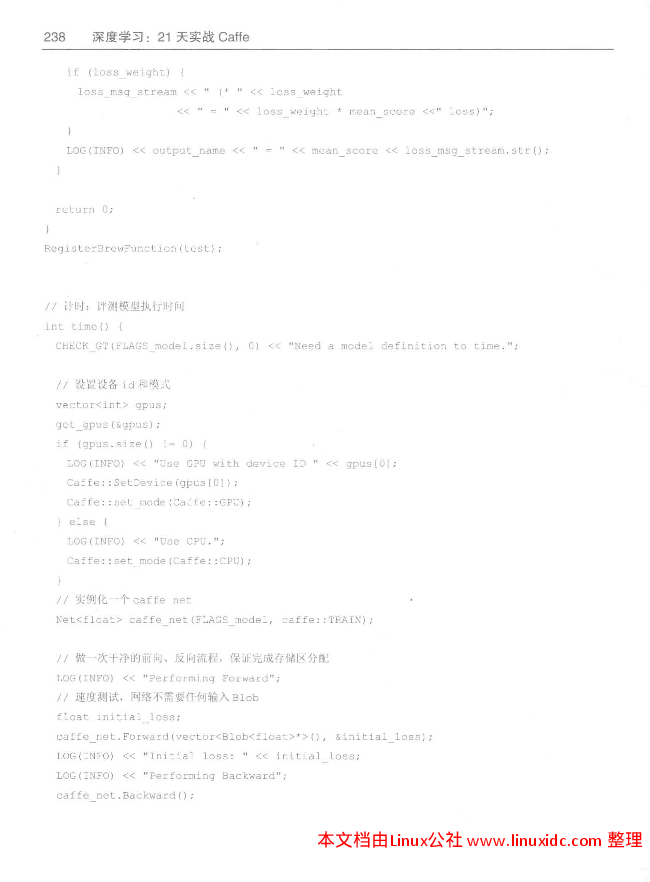 238 深度学习：21 天实战 Caffe
if (loss_weight) {
loss_msg_stream << " (* " << loss_weight
<< " = " << loss_weight * mean_score <<" loss)";
}
LOG(INFO) << output_name << " = " << mean_score << loss_msg_stream.str();
}
return 0;
}
RegisterBrewFunction(test);
// 计时：评测模型执行时间
int time() {
CHECK_GT(FLAGS_model.size(), 0) << "Need a model definition to time.";
// 设置设备 id 和模式
vector<int> gpus;
get_gpus(&gpus);
if (gpus.size() != 0) {
LOG(INFO) << "Use GPU with device ID " << gpus[0];
Caffe::SetDevice(gpus[0]);
Caffe::set_mode(Caffe::GPU);
} else {
LOG(INFO) << "Use CPU.";
Caffe::set_mode(Caffe::CPU);
}
// 实例化一个 caffe net
Net<float> caffe_net(FLAGS_model, caffe::TRAIN);
// 做一次干净的前向、反向流程，保证完成存储区分配
LOG(INFO) << "Performing Forward";
// 速度测试，网络不需要任何输入 Blob
float initial_loss;
caffe_net.Forward(vector<Blob<float>*>(), &initial_loss);
LOG(INFO) << "Initial loss: " << initial_loss;
LOG(INFO) << "Performing Backward";
caffe_net.Backward();
本文档由Linux公社 www.linuxidc.com 整理